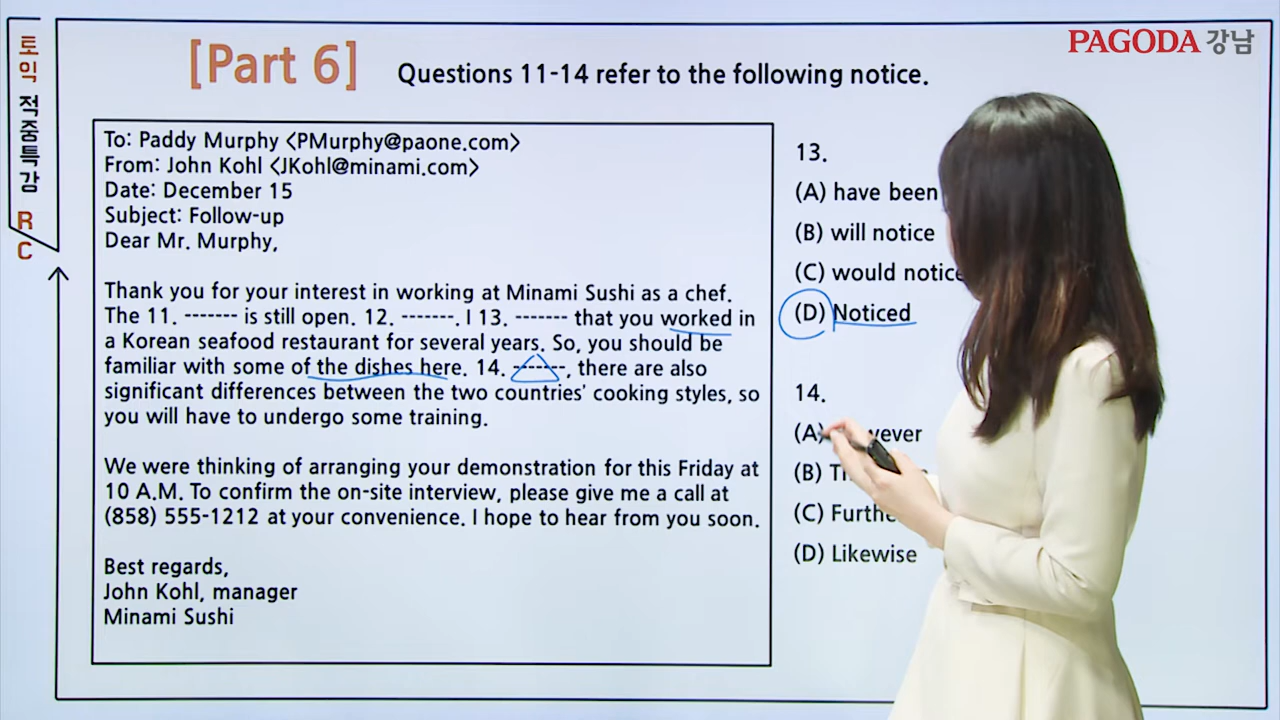 PAGODA 강남
토익 적중특강 RC
[Part 6]
Questions 11-14 refer to the following notice.
To: Paddy Murphy <PMurphy@paone.com>
From: John Kohl <JKohl@minami.com>
Date: December 15
Subject: Follow-up
Dear Mr. Murphy,
Thank you for your interest in working at Minami Sushi as a chef.
The 11. ------- is still open. 12. -------. I 13. ------- that you worked in
a Korean seafood restaurant for several years. So, you should be
familiar with some of the dishes here. 14. -------, there are also
significant differences between the two countries' cooking styles, so
you will have to undergo some training.
We were thinking of arranging your demonstration for this Friday at
10 A.M. To confirm the on-site interview, please give me a call at
(858) 555-1212 at your convenience. I hope to hear from you soon.
Best regards,
John Kohl, manager
Minami Sushi
13.
(A) have been
(B) will notice
(C) would notice
(D) Noticed
14.
(A)
(B)
(C)
(D) Likewise